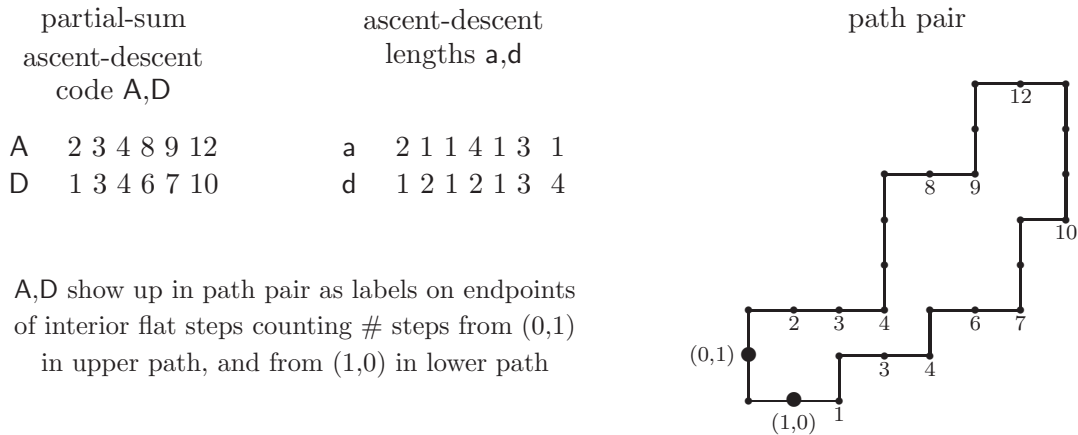 partial-sum
ascent-descent
code A,D
A 2 3 4 8 9 12
D 1 3 4 6 7 10
ascent-descent
lengths a,d
a 2 1 1 4 1 3 1
d 1 2 1 2 1 3 4
A,D show up in path pair as labels on endpoints
of interior flat steps counting # steps from (0,1)
in upper path, and from (1,0) in lower path
path pair
12
8 9
10
2 3 4 6 7
(0,1)
3 4
(1,0) 1